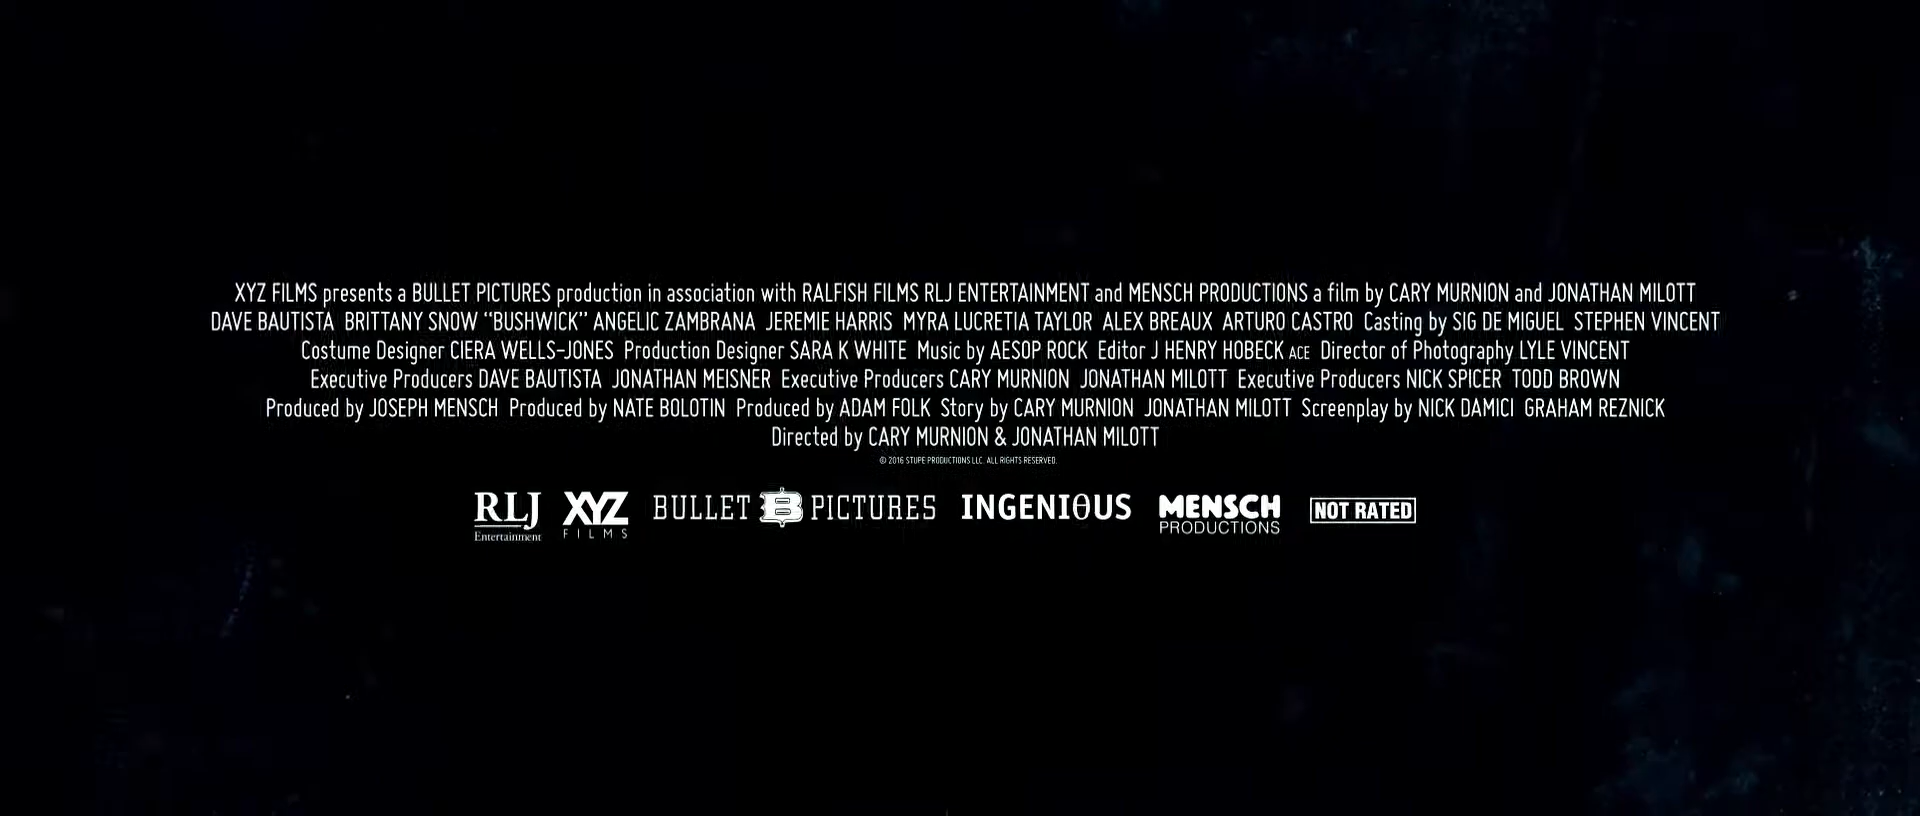 XYZ FILMS presents a BULLET PICTURES production in association with RALFISH FILMS RLJ ENTERTAINMENT and MENSCH PRODUCTIONS a film by CARY MURNION and JONATHAN MILOTT
DAVE BAUTISTA BRITTANY SNOW “BUSHWICK” ANGELIC ZAMBRANA JEREMIE HARRIS MYRA LUCRETIA TAYLOR ALEX BREAUX ARTURO CASTRO Casting by SIG DE MIGUEL STEPHEN VINCENT
Costume Designer CIERA WELLS-JONES Production Designer SARA K WHITE Music by AESOP ROCK Editor J HENRY HOBECK ACE Director of Photography LYLE VINCENT
Executive Producers DAVE BAUTISTA JONATHAN MEISNER Executive Producers CARY MURNION JONATHAN MILOTT Executive Producers NICK SPICER TODD BROWN
Produced by JOSEPH MENSCH Produced by NATE BOLOTIN Produced by ADAM FOLK Story by CARY MURNION JONATHAN MILOTT Screenplay by NICK DAMICI GRAHAM REZNICK
Directed by CARY MURNION & JONATHAN MILOTT
© 2016 STUPE PRODUCTIONS LLC. ALL RIGHTS RESERVED.
RLJ Entertainment XYZ FILMS BULLET B PICTURES INGENIOUS MENSCH PRODUCTIONS NOT RATED